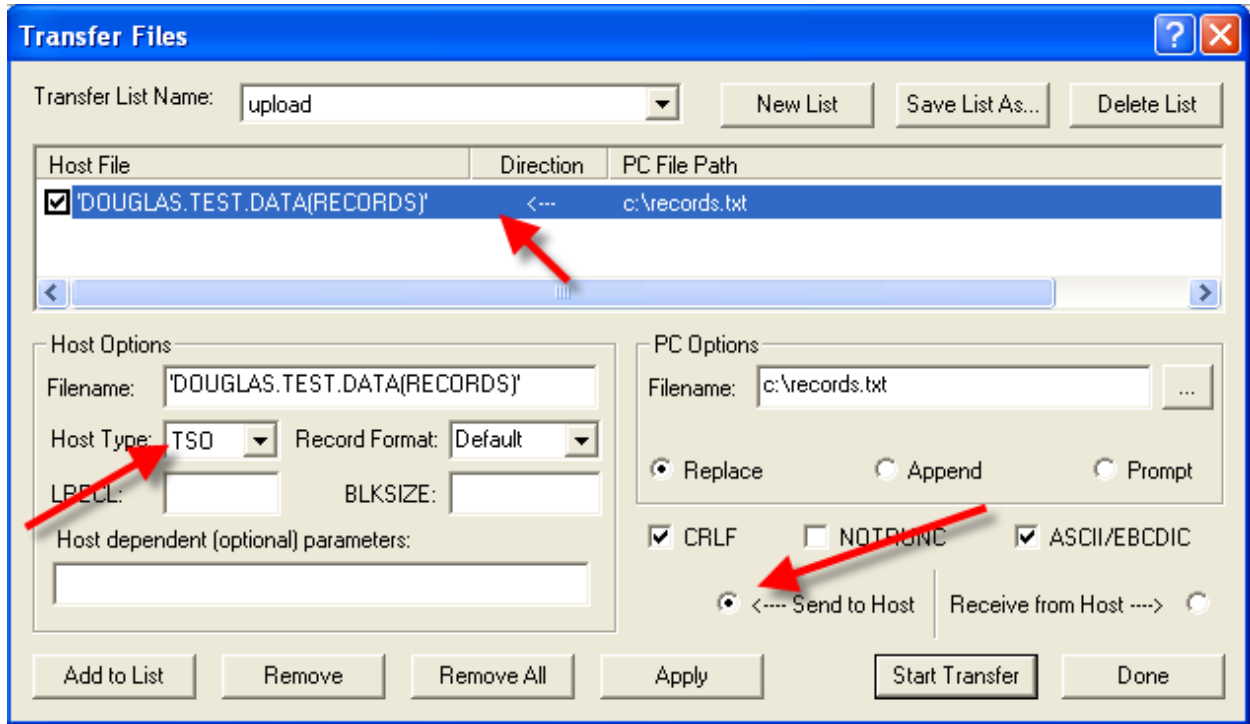 Transfer Files
Transfer List Name: upload New List Save List As... Delete List
Host File Direction PC File Path
'DOUGLAS.TEST.DATA(RECORDS)' <--- c:\records.txt
Host Options
Filename: 'DOUGLAS.TEST.DATA(RECORDS)'
Host Type: TSO Record Format: Default
LRECL: BLKSIZE:
Host dependent (optional) parameters:
PC Options
Filename: c:\records.txt ...
Replace Append Prompt
CRLF NOTRUNC ASCII/EBCDIC
<---- Send to Host Receive from Host ---->
Add to List Remove Remove All Apply Start Transfer Done